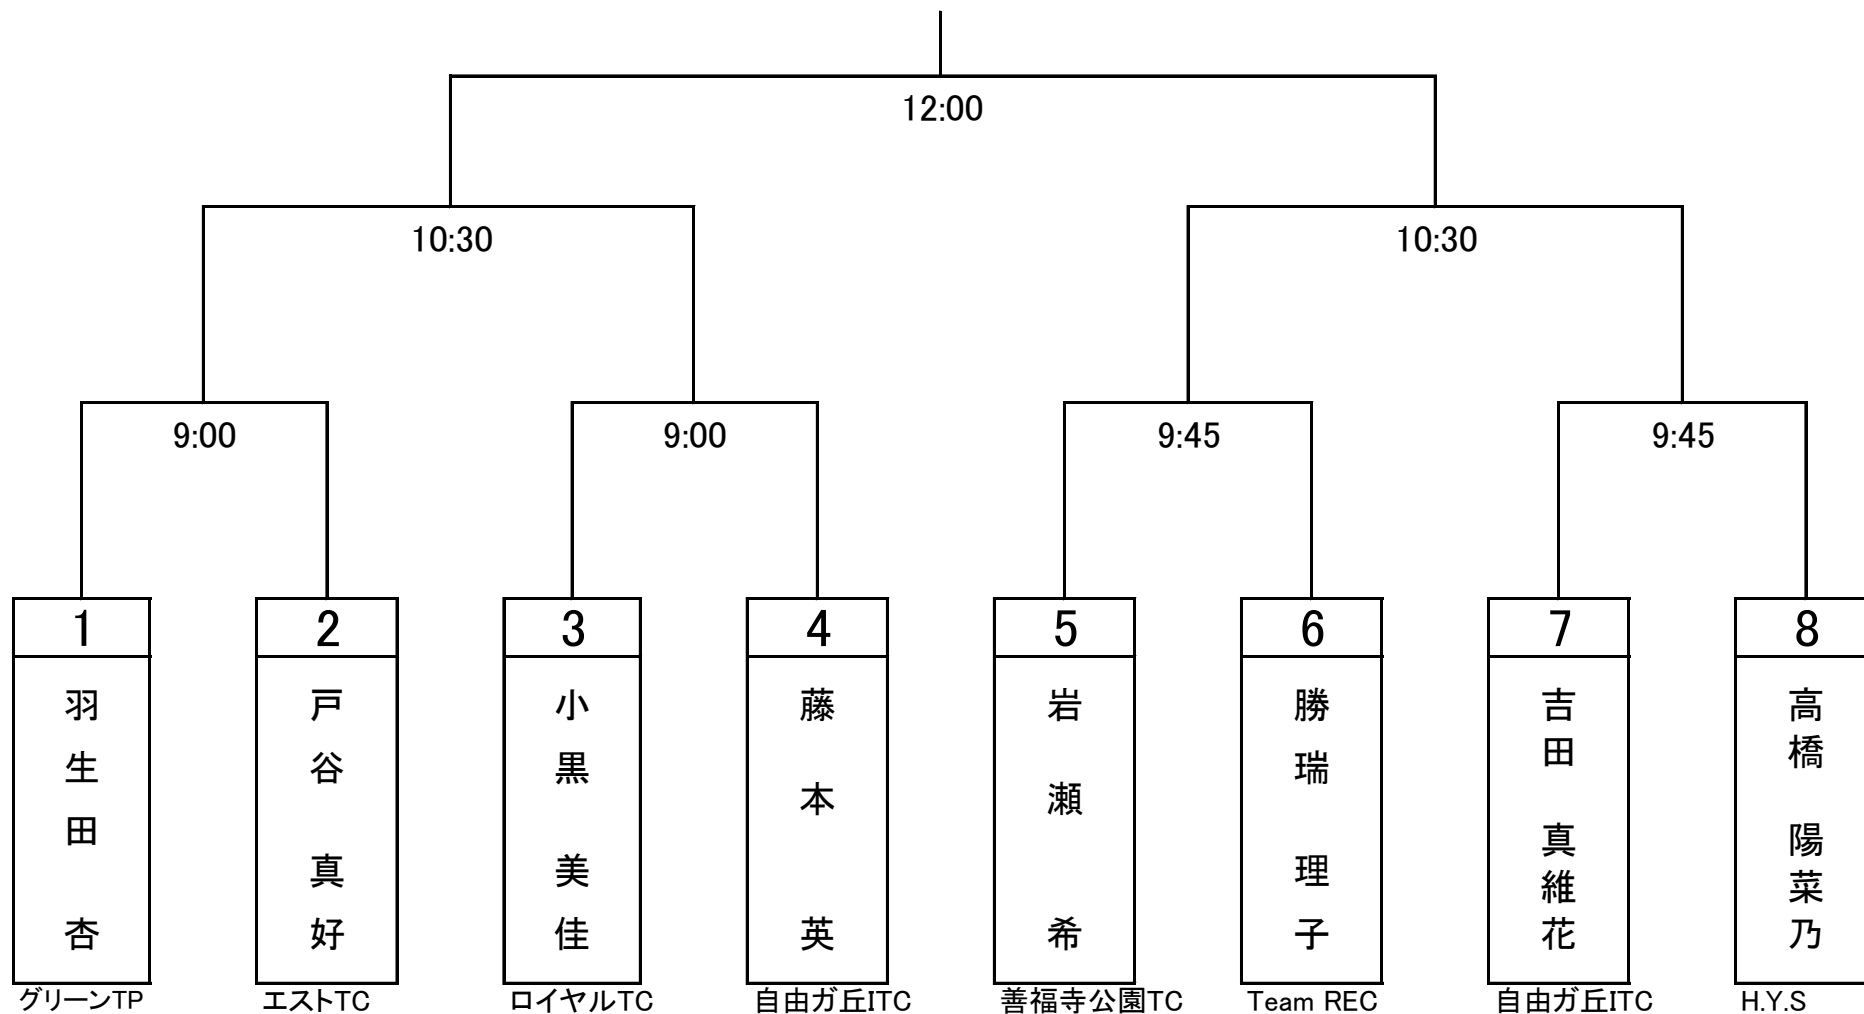 12:00
10:30
10:30
9:00
9:00
9:45
9:45
1
2
3
4
5
6
7
8
羽生田 杏
戸谷 真好
小黒 美佳
藤本 英
岩瀬 希
勝瑞 理子
吉田 真維花
高橋 陽菜乃
グリーンTP
エストTC
ロイヤルTC
自由ガ丘ITC
善福寺公園TC
Team REC
自由ガ丘ITC
H.Y.S